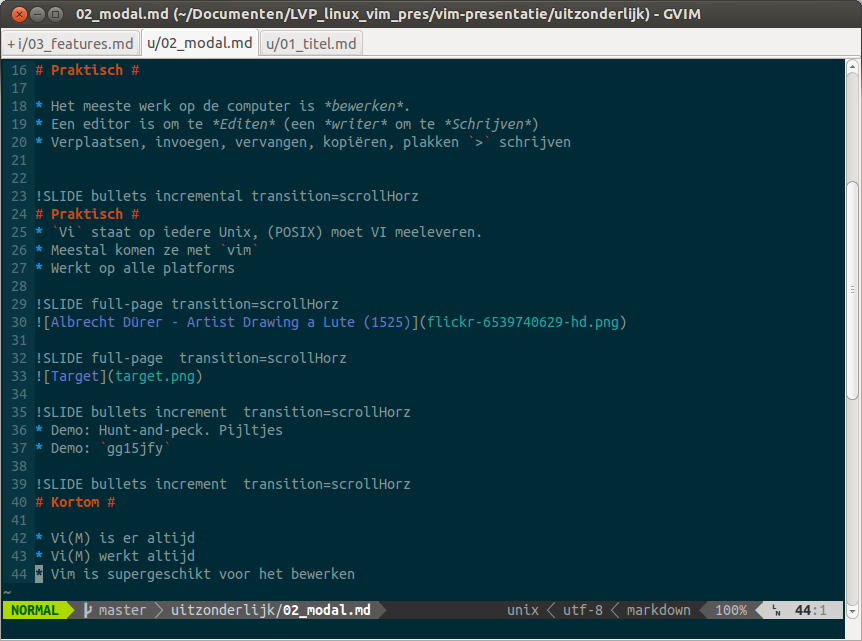 02_modal.md (~/Documenten/LVP_linux_vim_pres/vim-presentatie/uitzonderlijk) - GVIM
+ i/03_features.md u/02_modal.md u/01_titel.md
16 # Praktisch #
17
18 * Het meeste werk op de computer is *bewerken*.
19 * Een editor is om te *Editen* (een *writer* om te *Schrijven*)
20 * Verplaatsen, invoegen, vervangen, kopiëren, plakken `>` schrijven
21
22
23 !SLIDE bullets incremental transition=scrollHorz
24 # Praktisch #
25 * `Vi` staat op iedere Unix, (POSIX) moet VI meeleveren.
26 * Meestal komen ze met `vim`
27 * Werkt op alle platforms
28
29 !SLIDE full-page transition=scrollHorz
30 ![Albrecht Dürer - Artist Drawing a Lute (1525)](flickr-6539740629-hd.png)
31
32 !SLIDE full-page  transition=scrollHorz
33 ![Target](target.png)
34
35 !SLIDE bullets increment  transition=scrollHorz
36 * Demo: Hunt-and-peck. Pijltjes
37 * Demo: `gg15jfy`
38
39 !SLIDE bullets increment  transition=scrollHorz
40 # Kortom #
41
42 * Vi(M) is er altijd
43 * Vi(M) werkt altijd
44 * Vim is supergeschikt voor het bewerken
~
NORMAL master uitzonderlijk/02_modal.md unix < utf-8 < markdown 100% LN 44:1